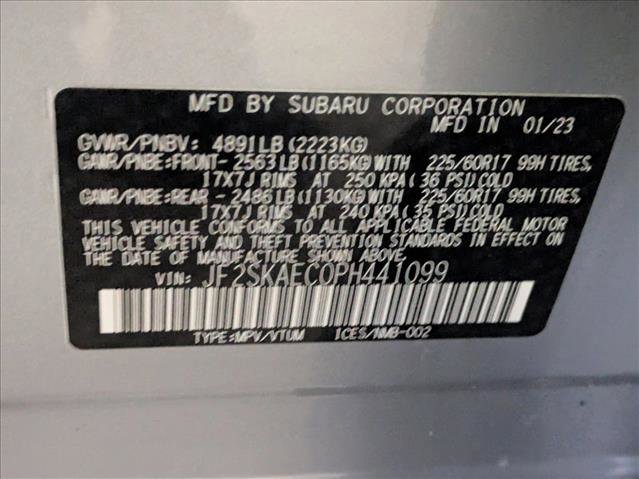 MFD BY SUBARU CORPORATION
MFD IN 01/23
GVWR/PNBV: 4891LB(2223KG)
GAWR/PNBE:FRONT-2563LB(1165KG)WITH 225/60R17 99H TIRES,
17X7J RIMS AT 250 KPA(36 PSI)COLD
GAWR/PNBE:REAR -2486LB(1130KG)WITH 225/60R17 99H TIRES,
17X7J RIMS AT 240 KPA(35 PSI)COLD
THIS VEHICLE CONFORMS TO ALL APPLICABLE FEDERAL MOTOR
VEHICLE SAFETY AND THEFT PREVENTION STANDARDS IN EFFECT ON
THE DATE OF MANUFACTURE SHOWN ABOVE.
VIN: JF2SKAEC0PH441099
TYPE:MPV/VTUM ICES/NMB-002